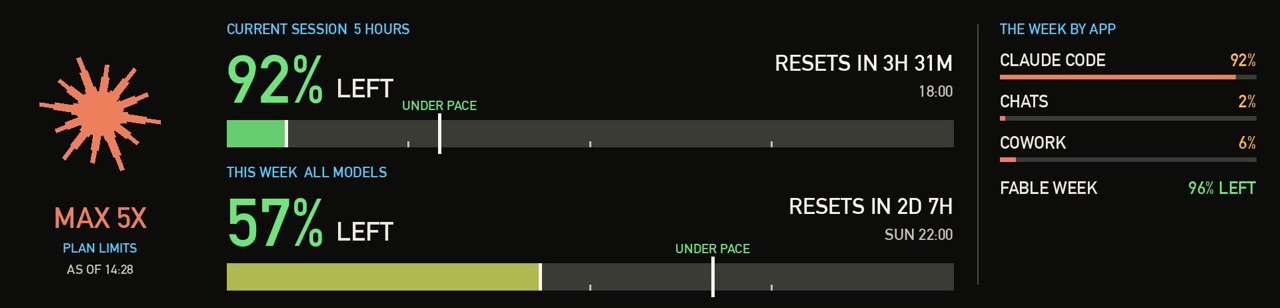 CURRENT SESSION 5 HOURS
92% LEFT
RESETS IN 3H 31M
18:00
UNDER PACE
THIS WEEK ALL MODELS
57% LEFT
RESETS IN 2D 7H
SUN 22:00
UNDER PACE
MAX 5X
PLAN LIMITS
AS OF 14:28
THE WEEK BY APP
CLAUDE CODE 92%
CHATS 2%
COWORK 6%
FABLE WEEK 96% LEFT